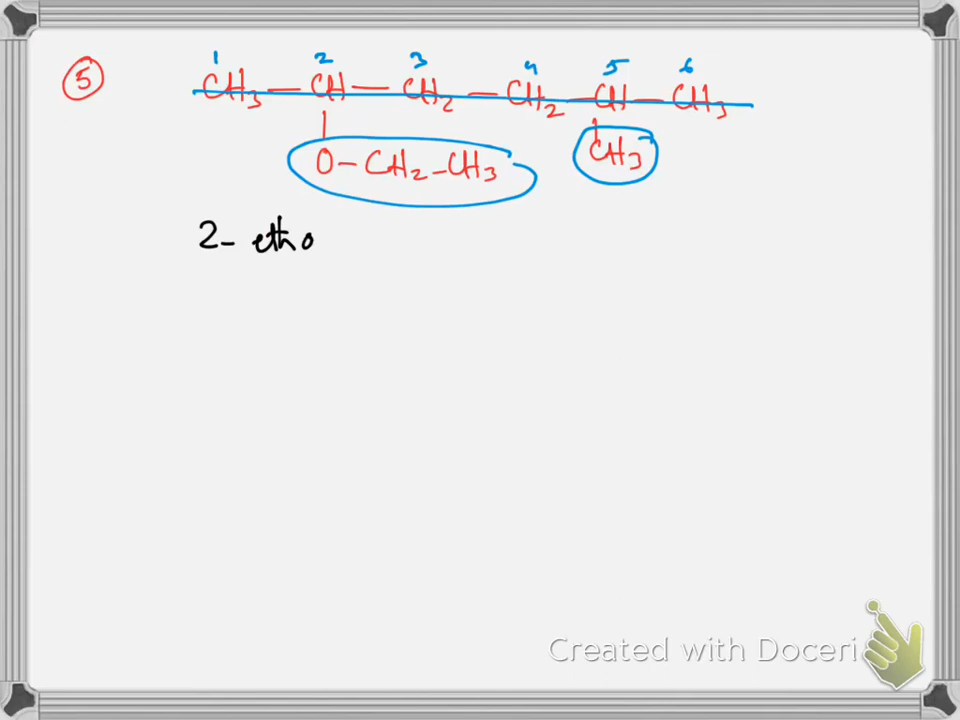 ⑤
1 2 3 4 5 6
CH₃ — CH — CH₂ — CH₂ — CH — CH₃
O – CH₂ – CH₃ CH₃
2- etho
Created with Doceri